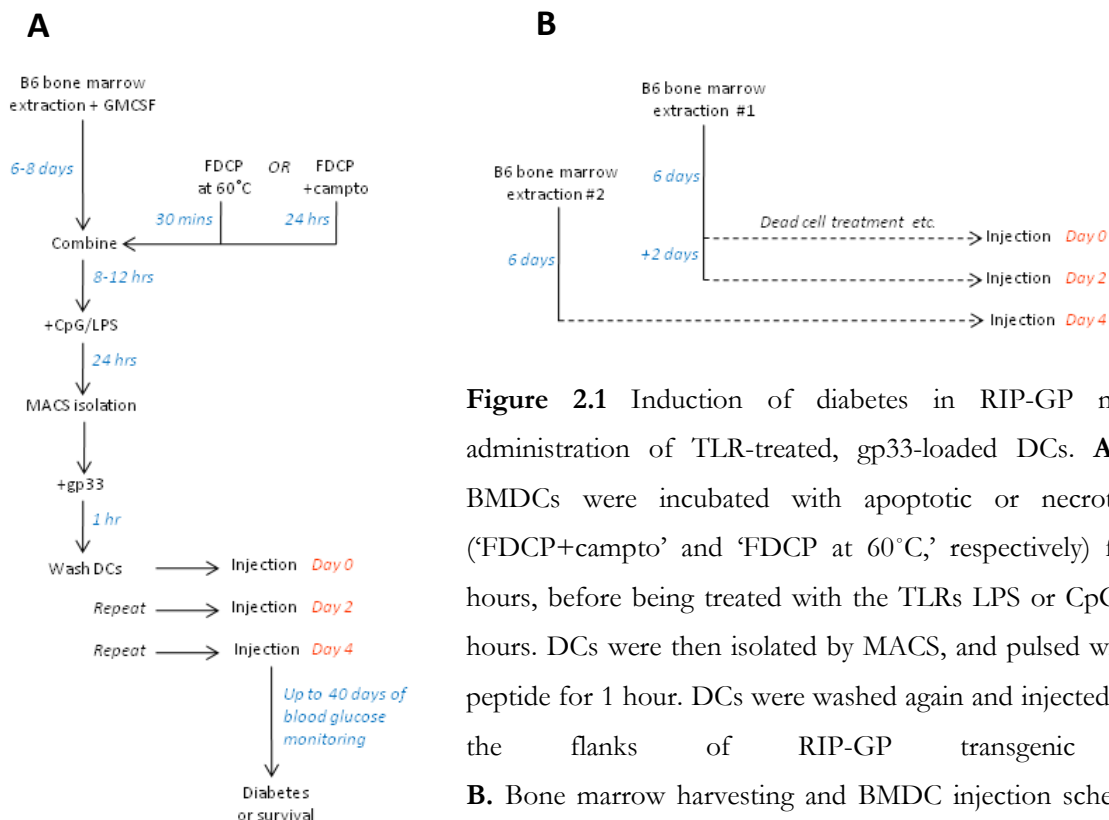 A
B6 bone marrow
extraction + GMCSF
6-8 days
FDCP
at 60˚C
OR
FDCP
+campto
30 mins
24 hrs
Combine
8-12 hrs
+CpG/LPS
24 hrs
MACS isolation
+gp33
1 hr
Wash DCs
Injection Day 0
Repeat
Injection Day 2
Repeat
Injection Day 4
Up to 40 days of
blood glucose
monitoring
Diabetes
or survival
B
B6 bone marrow
extraction #1
B6 bone marrow
extraction #2
6 days
Dead cell treatment etc.
Injection Day 0
+2 days
6 days
Injection Day 2
Injection Day 4
Figure 2.1 Induction of diabetes in RIP-GP
administration of TLR-treated, gp33-loaded DCs. A
BMDCs were incubated with apoptotic or
(‘FDCP+campto’ and ‘FDCP at 60˚C,’ respectively)
hours, before being treated with the TLRs LPS or CpG
hours. DCs were then isolated by MACS, and pulsed
peptide for 1 hour. DCs were washed again and injected
the flanks of RIP-GP transgenic
B. Bone marrow harvesting and BMDC injection